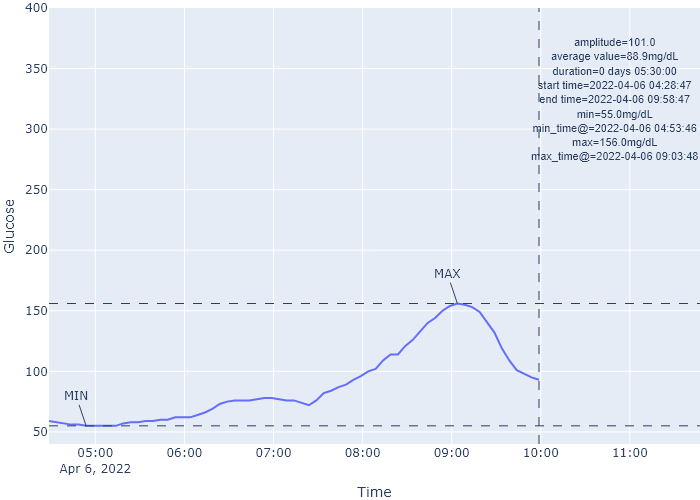 400
350
300
250
200
150
100
50
Glucose
amplitude=101.0
average value=88.9mg/dL
duration=0 days 05:30:00
start time=2022-04-06 04:28:47
end time=2022-04-06 09:58:47
min=55.0mg/dL
min_time@=2022-04-06 04:53:46
max=156.0mg/dL
max_time@=2022-04-06 09:03:48
MAX
MIN
05:00 06:00 07:00 08:00 09:00 10:00 11:00
Apr 6, 2022
Time